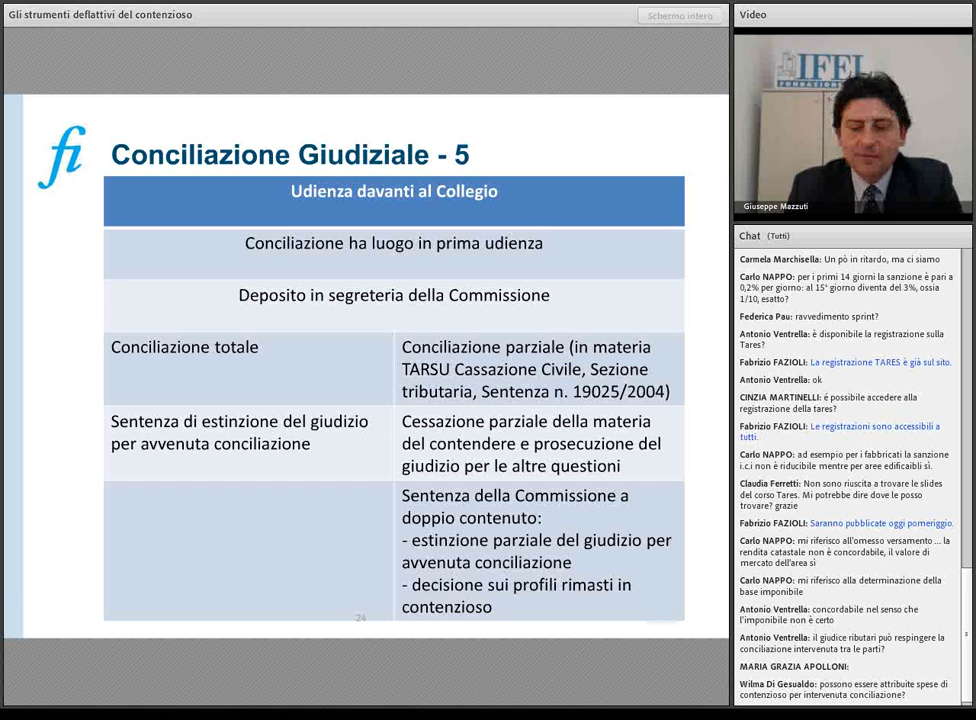 Gli strumenti deflattivi del contenzioso
Schermo intero
fi
Conciliazione Giudiziale - 5
Udienza davanti al Collegio
Conciliazione ha luogo in prima udienza
Deposito in segreteria della Commissione
Conciliazione totale
Conciliazione parziale (in materia
TARSU Cassazione Civile, Sezione
tributaria, Sentenza n. 19025/2004)
Sentenza di estinzione del giudizio
per avvenuta conciliazione
Cessazione parziale della materia
del contendere e prosecuzione del
giudizio per le altre questioni
Sentenza della Commissione a
doppio contenuto:
- estinzione parziale del giudizio per
avvenuta conciliazione
- decisione sui profili rimasti in
contenzioso
24
Video
IFEL
FONDAZIONE
Giuseppe Mazzuti
Chat (Tutti)
Carmela Marchisella: Un pò in ritardo, ma ci siamo
Carlo NAPPO: per i primi 14 giorni la sanzione è pari a
0,2% per giorno: al 15° giorno diventa del 3%, ossia
1/10, esatto?
Federica Pau: ravvedimento sprint?
Antonio Ventrella: è disponibile la registrazione sulla
Tares?
Fabrizio FAZIOLI: La registrazione TARES è già sul sito.
Antonio Ventrella: ok
CINZIA MARTINELLI: é possibile accedere alla
registrazione della tares?
Fabrizio FAZIOLI: Le registrazioni sono accessibili a
tutti.
Carlo NAPPO: ad esempio per i fabbricati la sanzione
i.c.i non è riducibile mentre per aree edificaibli sì.
Claudia Ferretti: Non sono riuscita a trovare le slides
del corso Tares. Mi potrebbe dire dove le posso
trovare? grazie
Fabrizio FAZIOLI: Saranno pubblicate oggi pomeriggio.
Carlo NAPPO: mi riferisco all'omesso versamento... la
rendita catastale non è concordabile, il valore di
mercato dell'area sì
Carlo NAPPO: mi riferisco alla determinazione della
base imponibile
Antonio Ventrella: concordabile nel senso che
l'imponibile non è certo
Antonio Ventrella: il giudice ributari può respingere la
conciliazione intervenuta tra le parti?
MARIA GRAZIA APOLLONI:
Wilma Di Gesualdo: possono essere attribuite spese di
contenzioso per intervenuta conciliazione?